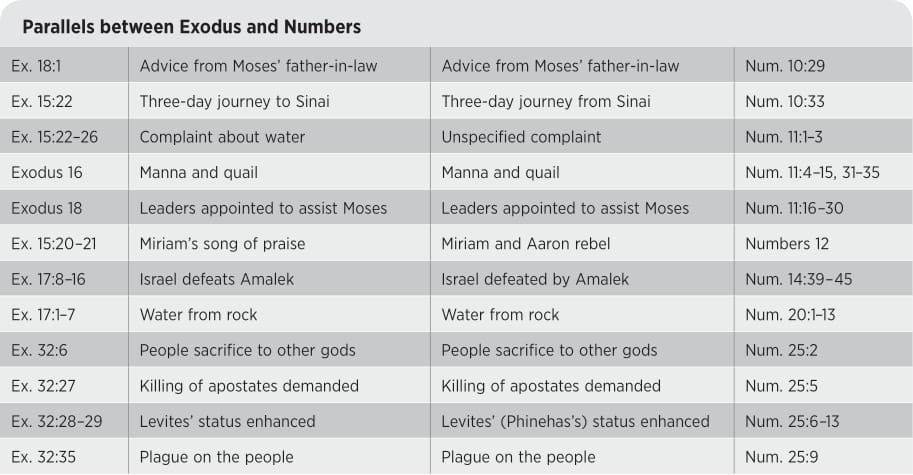 Parallels between Exodus and Numbers
Ex. 18:1 Advice from Moses’ father-in-law Advice from Moses’ father-in-law Num. 10:29
Ex. 15:22 Three-day journey to Sinai Three-day journey from Sinai Num. 10:33
Ex. 15:22–26 Complaint about water Unspecified complaint Num. 11:1–3
Exodus 16 Manna and quail Manna and quail Num. 11:4–15, 31–35
Exodus 18 Leaders appointed to assist Moses Leaders appointed to assist Moses Num. 11:16–30
Ex. 15:20–21 Miriam’s song of praise Miriam and Aaron rebel Numbers 12
Ex. 17:8–16 Israel defeats Amalek Israel defeated by Amalek Num. 14:39–45
Ex. 17:1–7 Water from rock Water from rock Num. 20:1–13
Ex. 32:6 People sacrifice to other gods People sacrifice to other gods Num. 25:2
Ex. 32:27 Killing of apostates demanded Killing of apostates demanded Num. 25:5
Ex. 32:28–29 Levites’ status enhanced Levites’ (Phinehas’s) status enhanced Num. 25:6–13
Ex. 32:35 Plague on the people Plague on the people Num. 25:9